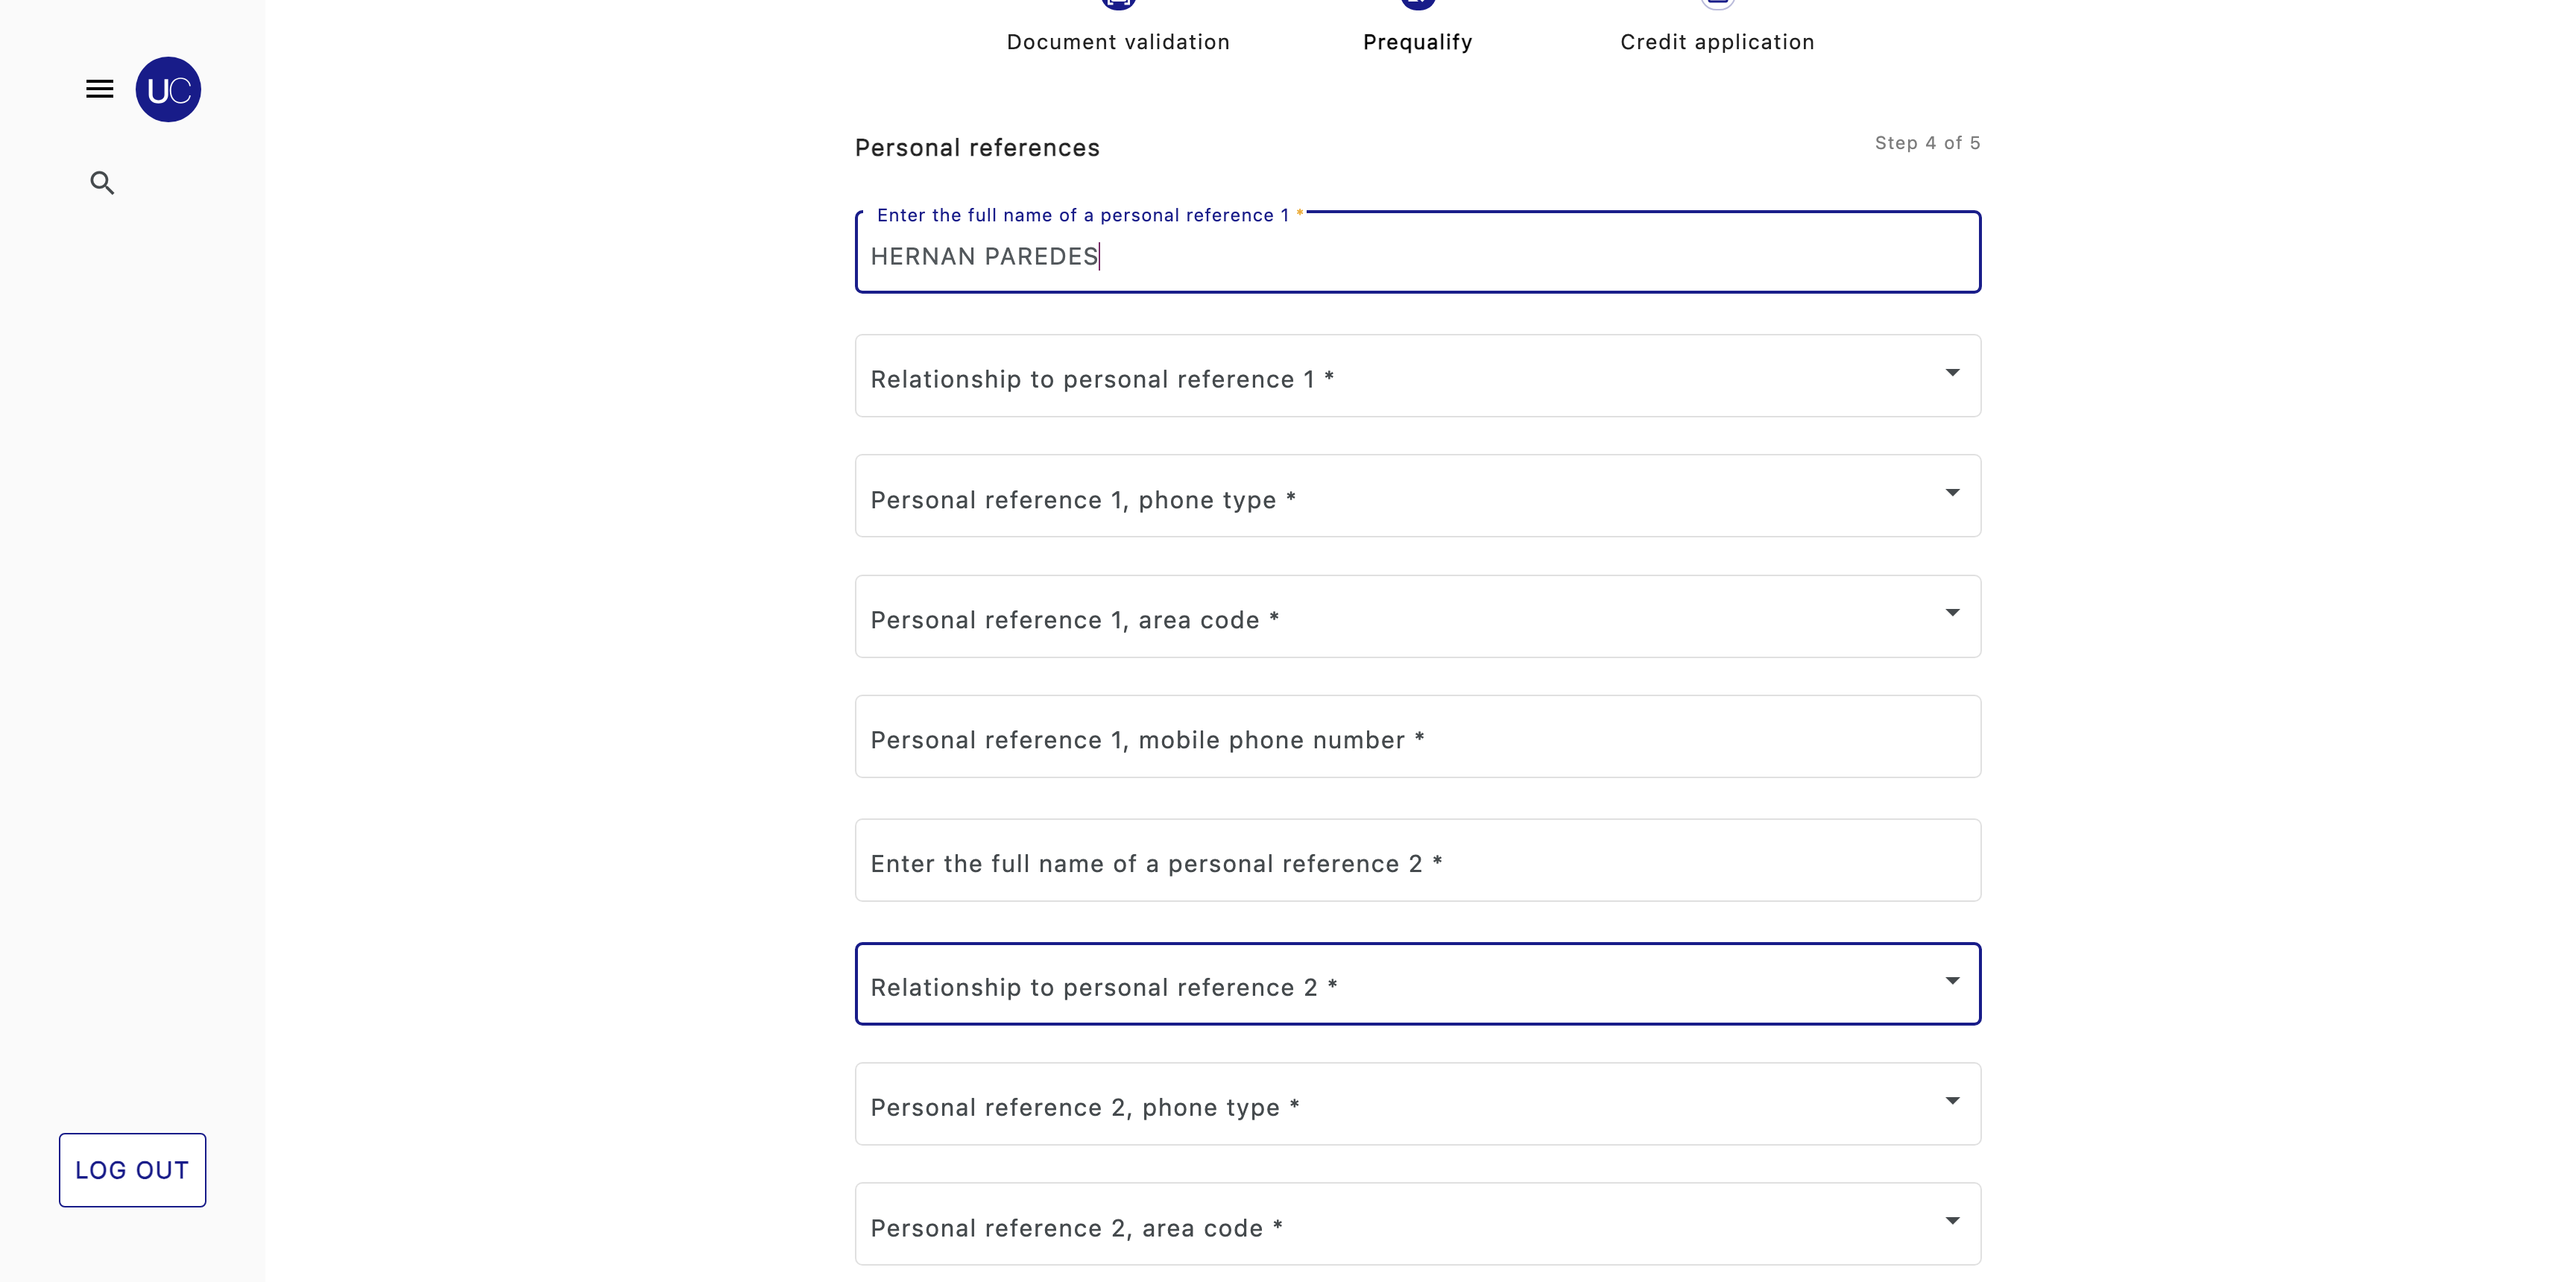 Document validation
Prequalify
Credit application
UC
Personal references
Step 4 of 5
Enter the full name of a personal reference 1 *
HERNAN PAREDES
Relationship to personal reference 1 *
Personal reference 1, phone type *
Personal reference 1, area code *
Personal reference 1, mobile phone number *
Enter the full name of a personal reference 2 *
Relationship to personal reference 2 *
Personal reference 2, phone type *
Personal reference 2, area code *
LOG OUT